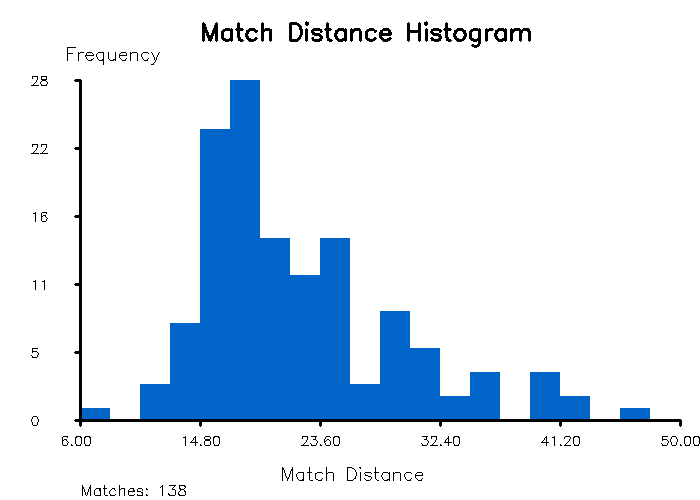 Match Distance Histogram
Frequency
28
22
16
11
5
0
6.00 14.80 23.60 32.40 41.20 50.00
Match Distance
Matches: 138